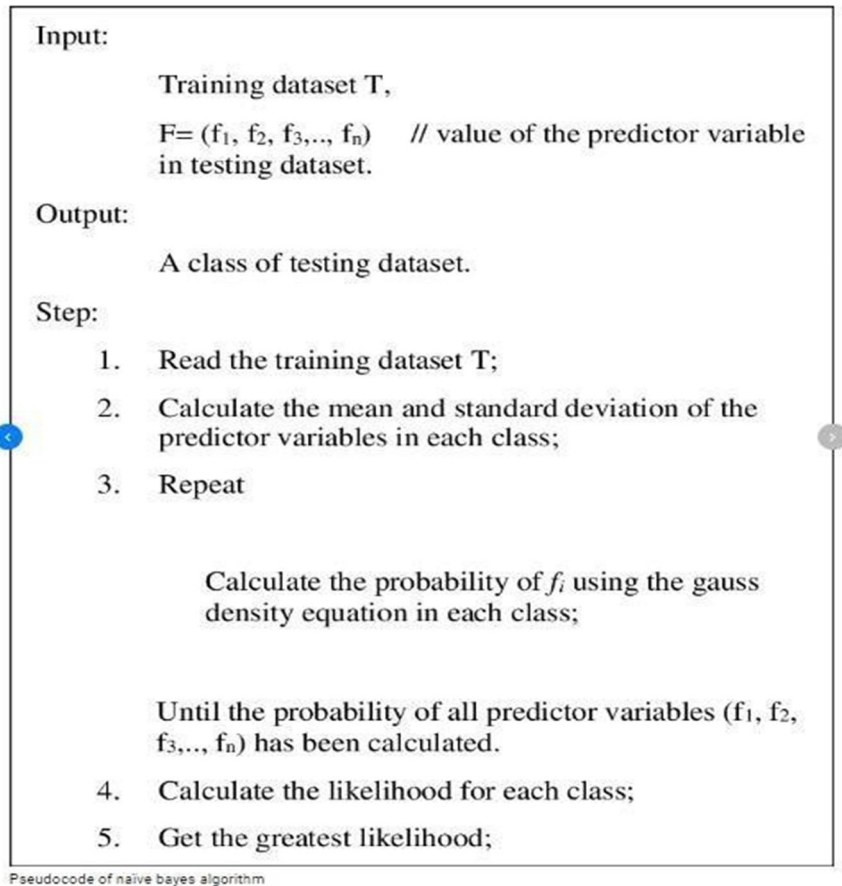 Input:
Training dataset T,
F= (f₁, f₂, f₃,.., fₙ) // value of the predictor variable
in testing dataset.
Output:
A class of testing dataset.
Step:
1. Read the training dataset T;
2. Calculate the mean and standard deviation of the
predictor variables in each class;
3. Repeat
Calculate the probability of fᵢ using the gauss
density equation in each class;
Until the probability of all predictor variables (f₁, f₂,
f₃,.., fₙ) has been calculated.
4. Calculate the likelihood for each class;
5. Get the greatest likelihood;
Pseudocode of naïve bayes algorithm